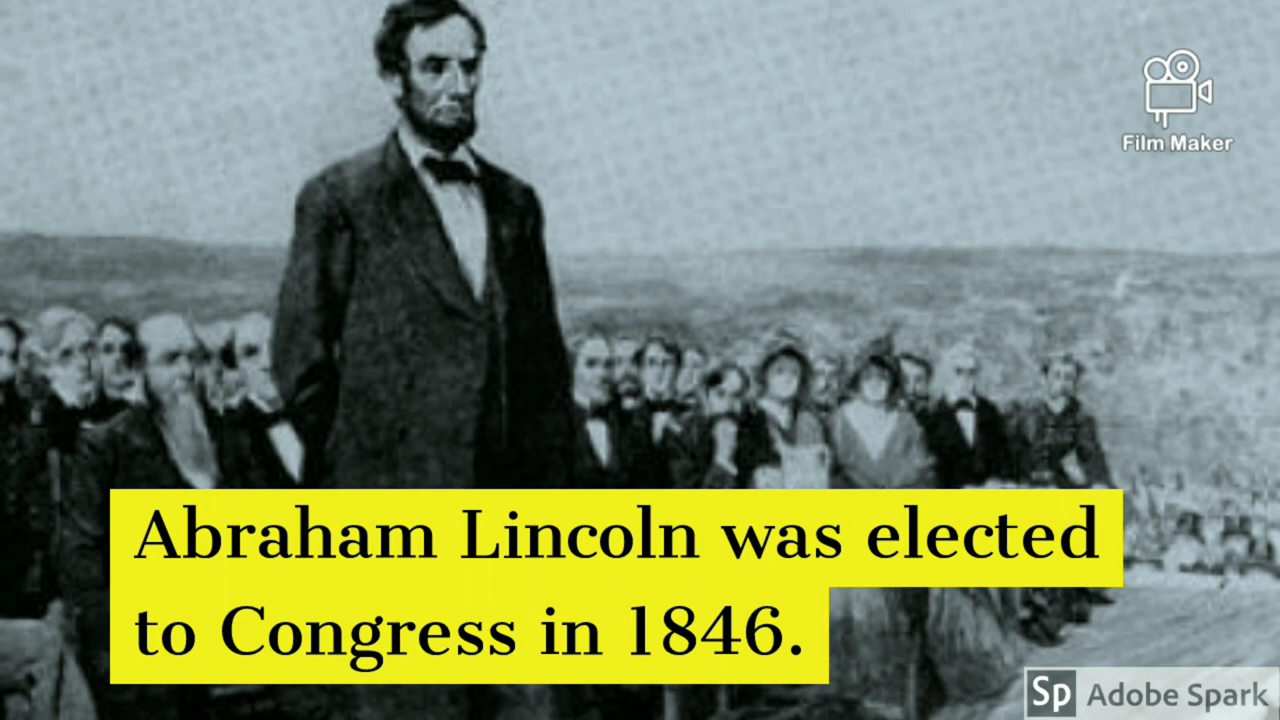 Film Maker
Abraham Lincoln was elected
to Congress in 1846.
Sp Adobe Spark